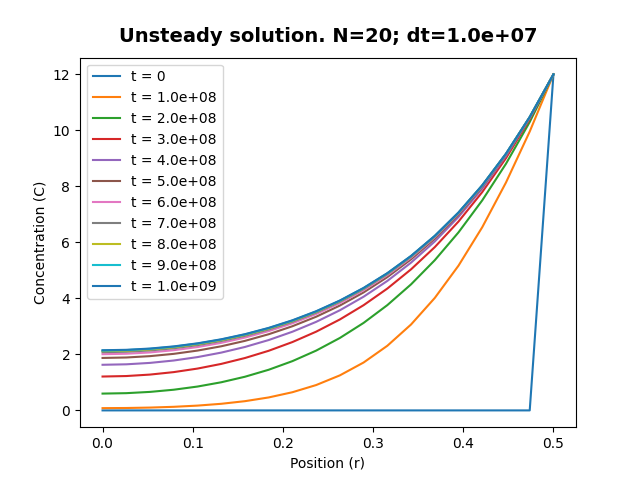 Unsteady solution. N=20; dt=1.0e+07
t = 0
t = 1.0e+08
t = 2.0e+08
t = 3.0e+08
t = 4.0e+08
t = 5.0e+08
t = 6.0e+08
t = 7.0e+08
t = 8.0e+08
t = 9.0e+08
t = 1.0e+09
12
10
8
6
4
2
0
Concentration (C)
0.0 0.1 0.2 0.3 0.4 0.5
Position (r)